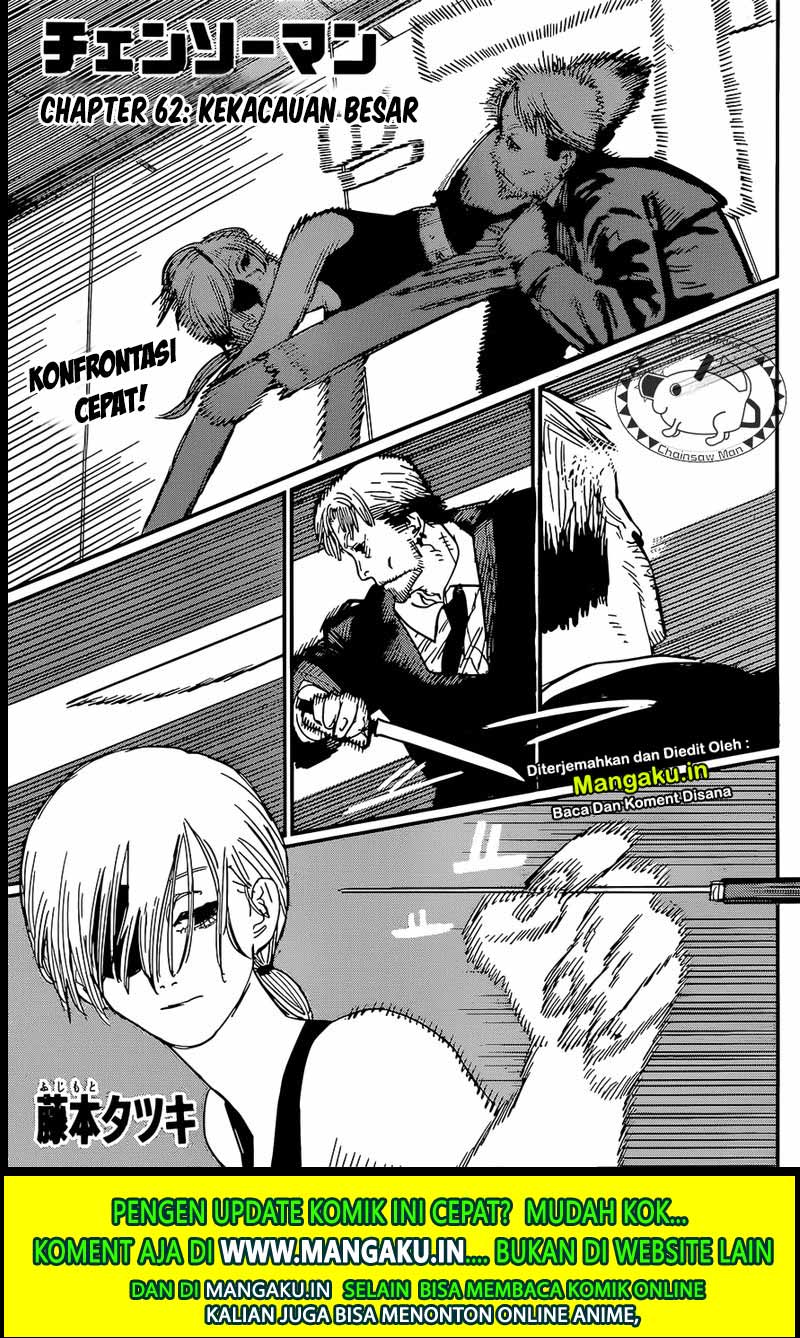 チェンソーマン
CHAPTER 62: KEKACAUAN BESAR
KONFRONTASI
CEPAT!
Chainsaw Man
Diterjemahkan dan Diedit Oleh :
Mangaku.in
Baca Dan Koment Disana
ふじもと
藤本タツキ
PENGEN UPDATE KOMIK INI CEPAT? MUDAH KOK...
KOMENT AJA DI WWW.MANGAKU.IN.... BUKAN DI WEBSITE LAIN
DAN DI MANGAKU.IN SELAIN BISA MEMBACA KOMIK ONLINE
KALIAN JUGA BISA MENONTON ONLINE ANIME,